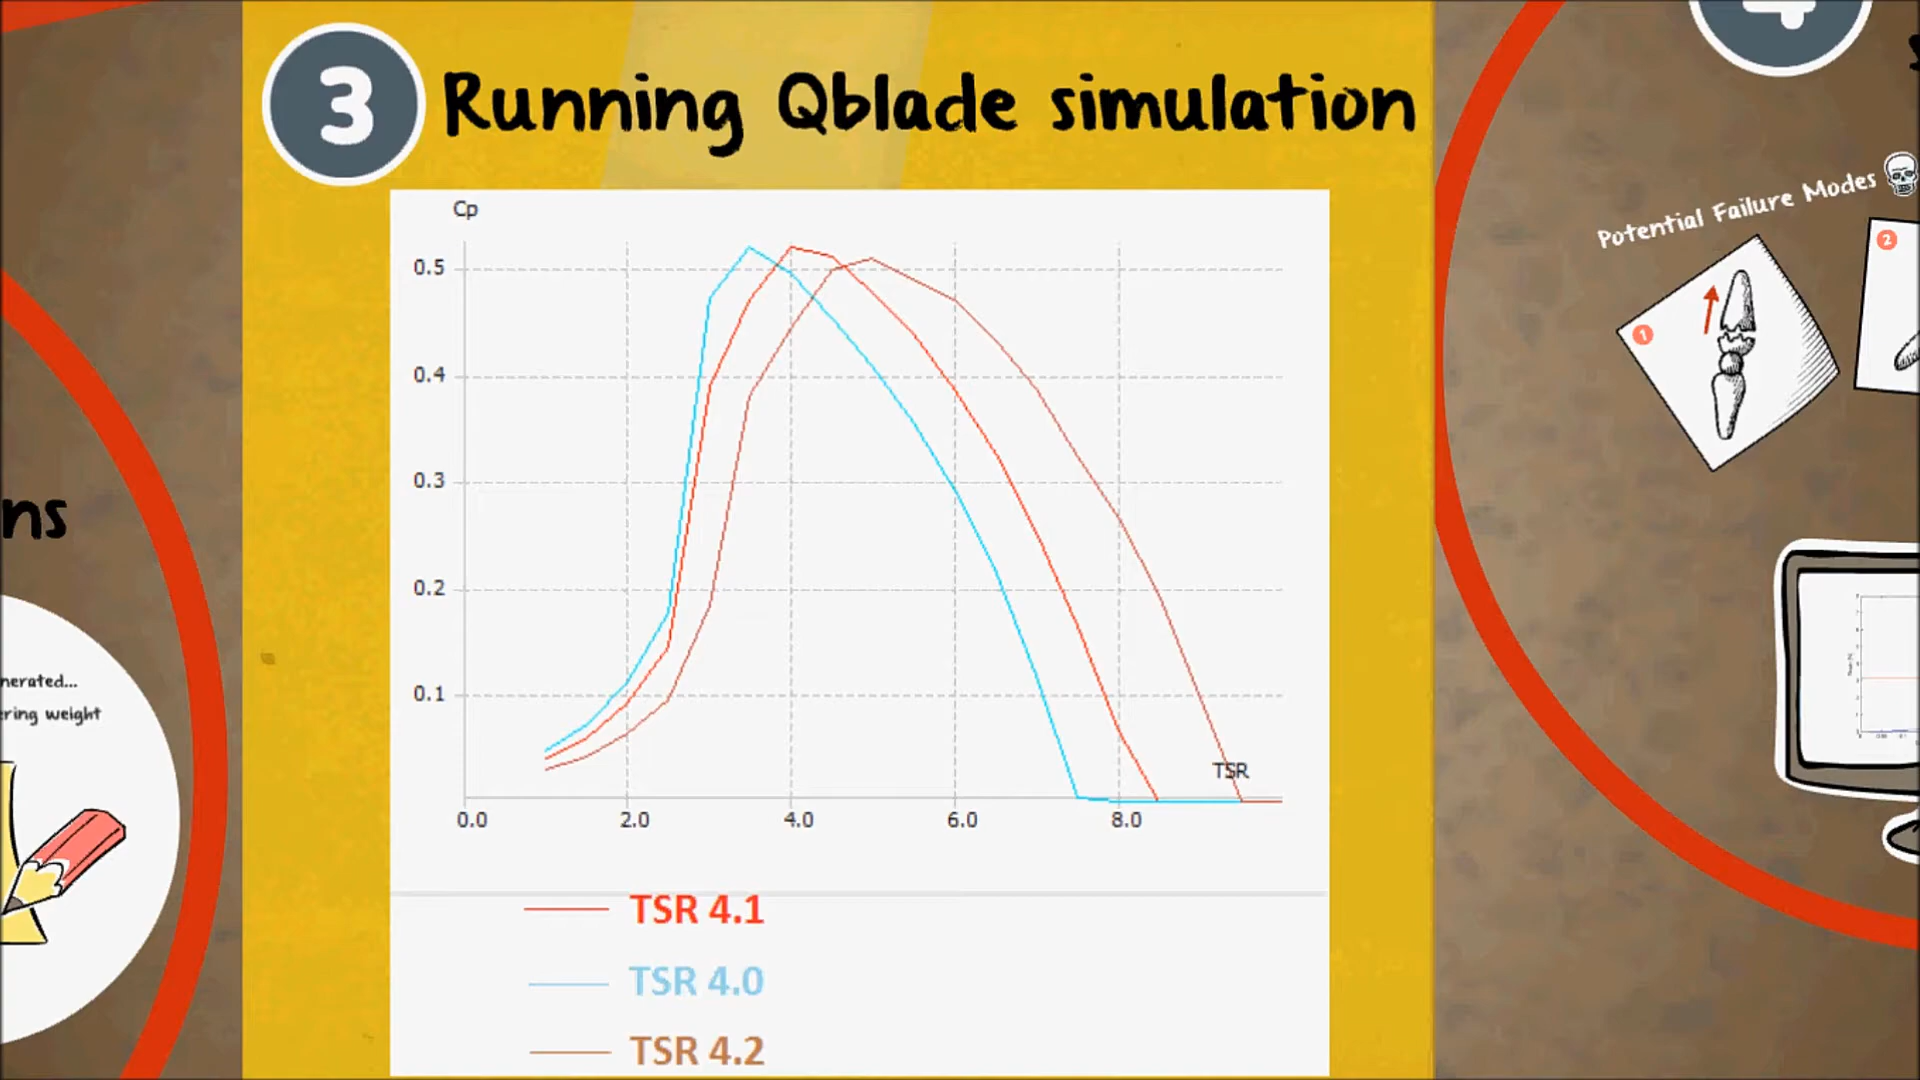 3 Running Qblade simulation
4
ns
nerated...
ering weight
Cp
0.5
0.4
0.3
0.2
0.1
TSR
0.0 2.0 4.0 6.0 8.0
TSR 4.1
TSR 4.0
TSR 4.2
Potential Failure Modes
1
2